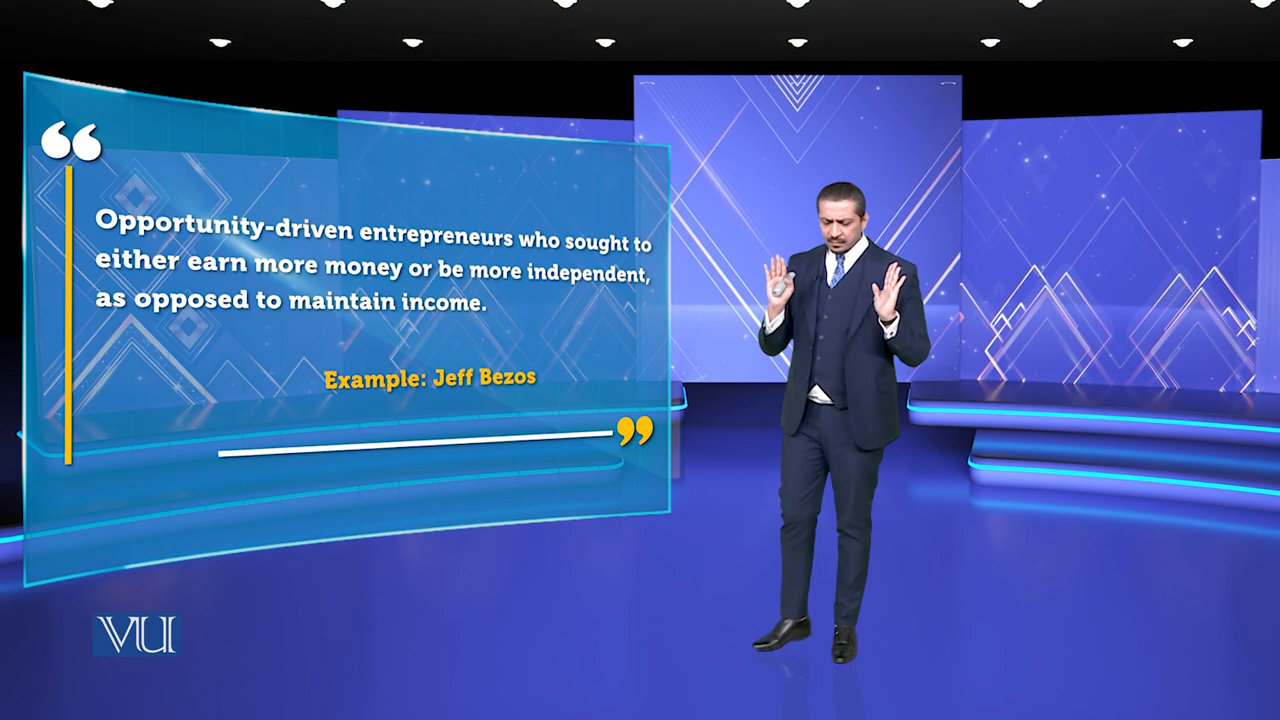 Opportunity-driven entrepreneurs who sought to
either earn more money or be more independent,
as opposed to maintain income.
Example: Jeff Bezos
VU